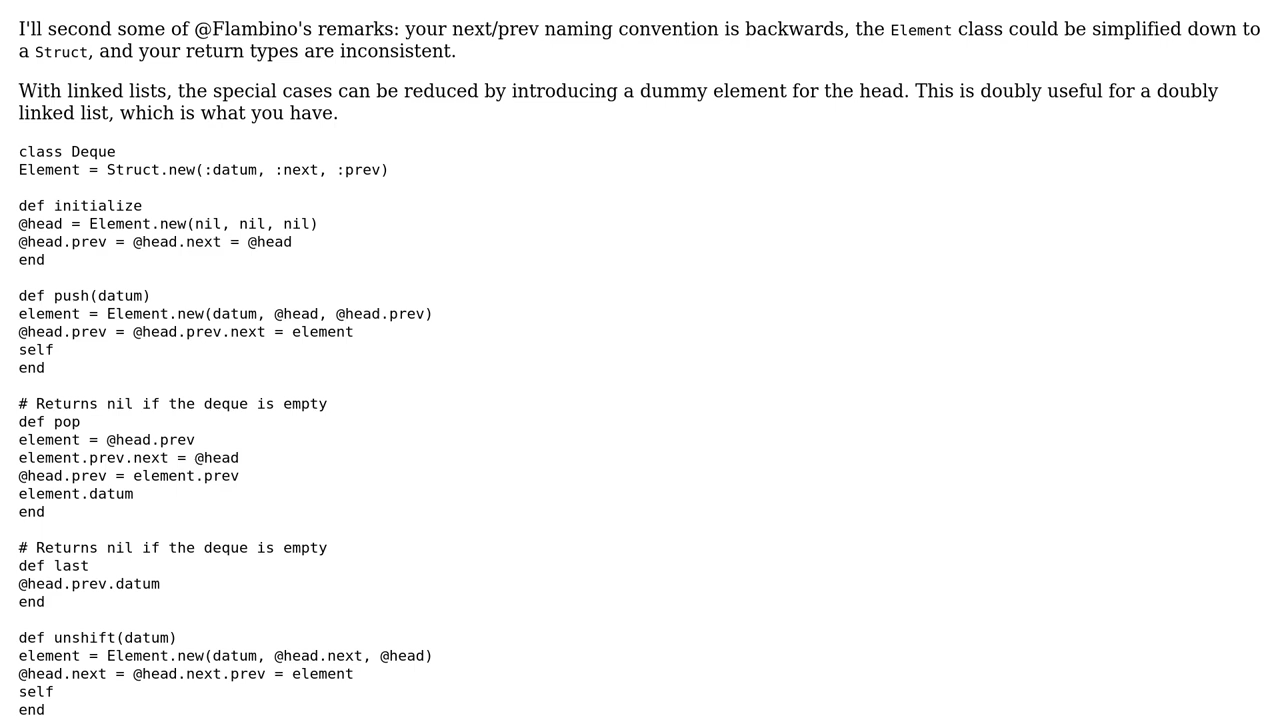 I'll second some of @Flambino's remarks: your next/prev naming convention is backwards, the Element class could be simplified down to
a Struct, and your return types are inconsistent.
With linked lists, the special cases can be reduced by introducing a dummy element for the head. This is doubly useful for a doubly
linked list, which is what you have.
class Deque
Element = Struct.new(:datum, :next, :prev)
def initialize
@head = Element.new(nil, nil, nil)
@head.prev = @head.next = @head
end
def push(datum)
element = Element.new(datum, @head, @head.prev)
@head.prev = @head.prev.next = element
self
end
# Returns nil if the deque is empty
def pop
element = @head.prev
element.prev.next = @head
@head.prev = element.prev
element.datum
end
# Returns nil if the deque is empty
def last
@head.prev.datum
end
def unshift(datum)
element = Element.new(datum, @head.next, @head)
@head.next = @head.next.prev = element
self
end